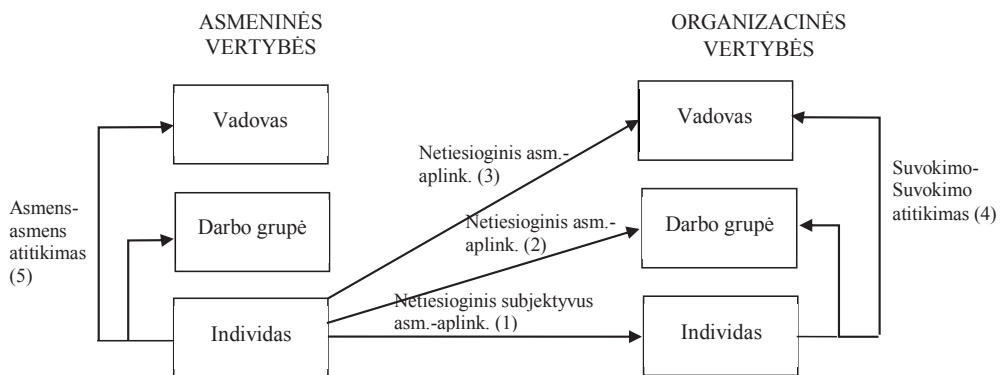 ASMENINĖS
VERTYBĖS
ORGANIZACINĖS
VERTYBĖS
Vadovas
Vadovas
Netiesioginis asm.-
aplink. (3)
Suvokimo-
Suvokimo
atitikimas (4)
Asmens-
asmens
atitikimas
(5)
Darbo grupė
Netiesioginis asm.-
aplink. (2)
Darbo grupė
Netiesioginis subjektyvus
asm.-aplink. (1)
Individas
Individas